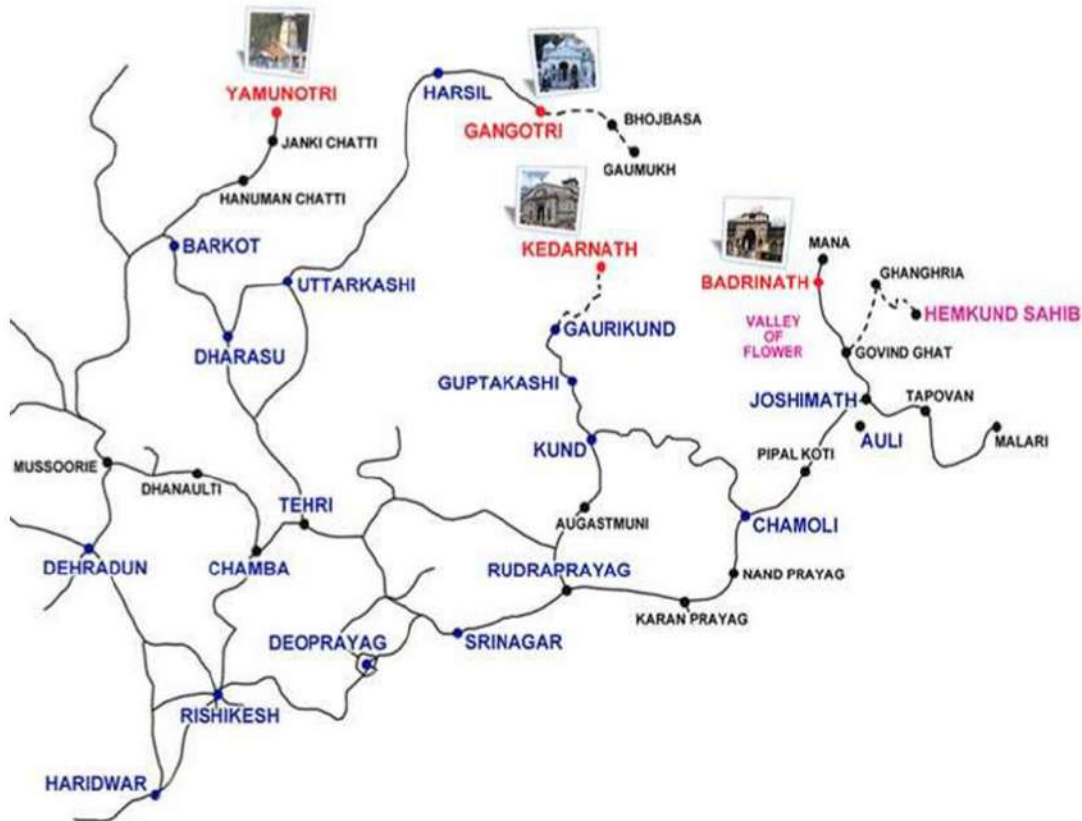 YAMUNOTRI
HARSIL
GANGOTRI
BHOJBASA
GAUMUKH
JANKI CHATTI
HANUMAN CHATTI
BARKOT
KEDARNATH
MANA
GHANGHRIA
UTTARKASHI
BADRINATH
HEMKUND SAHIB
VALLEY
OF
FLOWER
GAURIKUND
DHARASU
GOVIND GHAT
GUPTAKASHI
JOSHIMATH
TAPOVAN
KUND
AULI
MALARI
PIPAL KOTI
MUSSOORIE
DHANAULTI
TEHRI
AUGASTMUNI
CHAMOLI
DEHRADUN
CHAMBA
RUDRAPRAYAG
NAND PRAYAG
KARAN PRAYAG
DEOPRAYAG
SRINAGAR
RISHIKESH
HARIDWAR